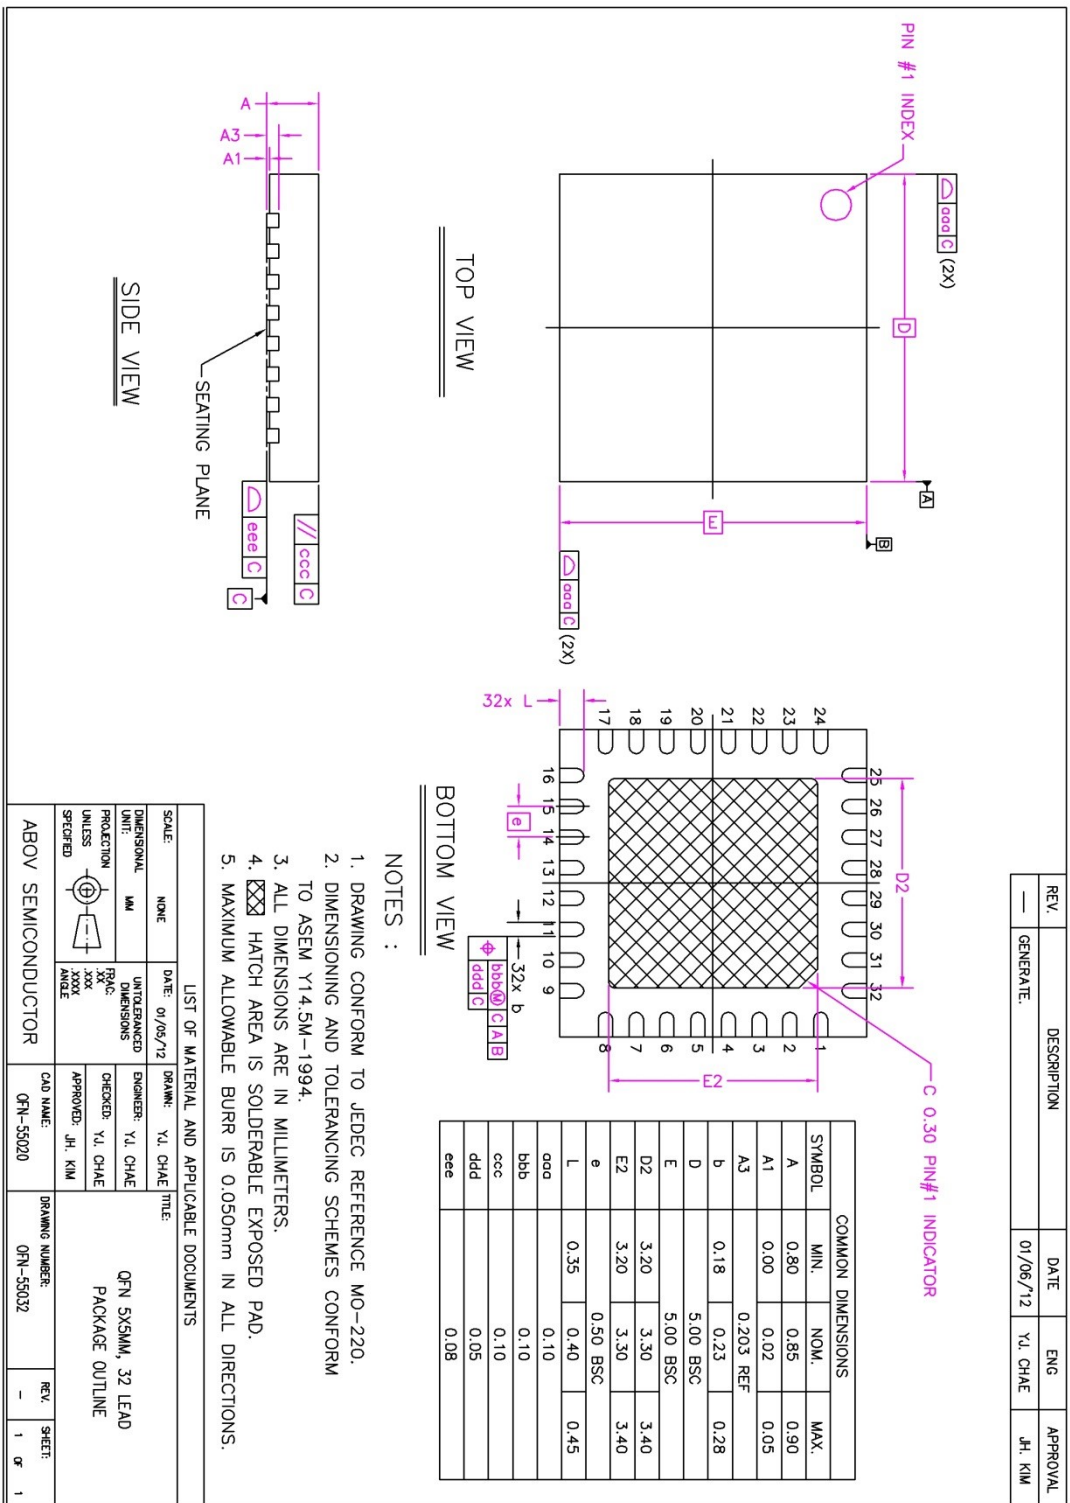 REV. DESCRIPTION DATE ENG APPROVAL
— GENERATE. 01/06/'12 YJ. CHAE JH. KIM
PIN #1 INDEX
aaa C (2X)
D
A
B
E
aaa C (2X)
TOP VIEW
A
A3
A1
SEATING PLANE
// ccc C
eee C
C
SIDE VIEW
C 0.30 PIN#1 INDICATOR
D2
25 26 27 28 29 30 31 32
24 23 22 21 20 19 18 17
1 2 3 4 5 6 7 8
16 15 14 13 12 11 10 9
E2
32x L
e
32x b
⌖ bbbⓂ C A B
ddd C
BOTTOM VIEW
COMMON DIMENSIONS
SYMBOL MIN. NOM. MAX.
A 0.80 0.85 0.90
A1 0.00 0.02 0.05
A3 0.203 REF
b 0.18 0.23 0.28
D 5.00 BSC
E 5.00 BSC
D2 3.20 3.30 3.40
E2 3.20 3.30 3.40
e 0.50 BSC
L 0.35 0.40 0.45
aaa 0.10
bbb 0.10
ccc 0.10
ddd 0.05
eee 0.08
NOTES :
1. DRAWING CONFORM TO JEDEC REFERENCE MO-220.
2. DIMENSIONING AND TOLERANCING SCHEMES CONFORM
TO ASEM Y14.5M-1994.
3. ALL DIMENSIONS ARE IN MILLIMETERS.
4. HATCH AREA IS SOLDERABLE EXPOSED PAD.
5. MAXIMUM ALLOWABLE BURR IS 0.050mm IN ALL DIRECTIONS.
LIST OF MATERIAL AND APPLICABLE DOCUMENTS
SCALE: NONE
DATE: 01/05/'12
DRAWN: YJ. CHAE
TITLE:
DIMENSIONAL UNIT: MM
UNTOLERANCED DIMENSIONS
ENGINEER: YJ. CHAE
QFN 5X5MM, 32 LEAD
PACKAGE OUTLINE
PROJECTION
UNLESS
SPECIFIED
FRAC:
.XX
.XXX
.XXXX
ANGLE
CHECKED: YJ. CHAE
APPROVED: JH. KIM
ABOV SEMICONDUCTOR
CAD NAME:
QFN-55020
DRAWING NUMBER:
QFN-55032
REV.
-
SHEET:
1 OF 1